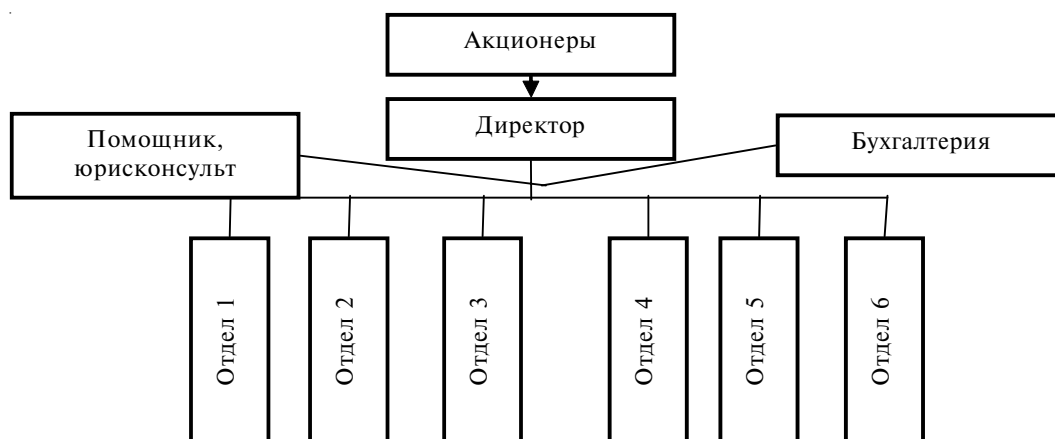 Акционеры
Директор
Помощник,
юрисконсульт
Бухгалтерия
Отдел 1
Отдел 2
Отдел 3
Отдел 4
Отдел 5
Отдел 6